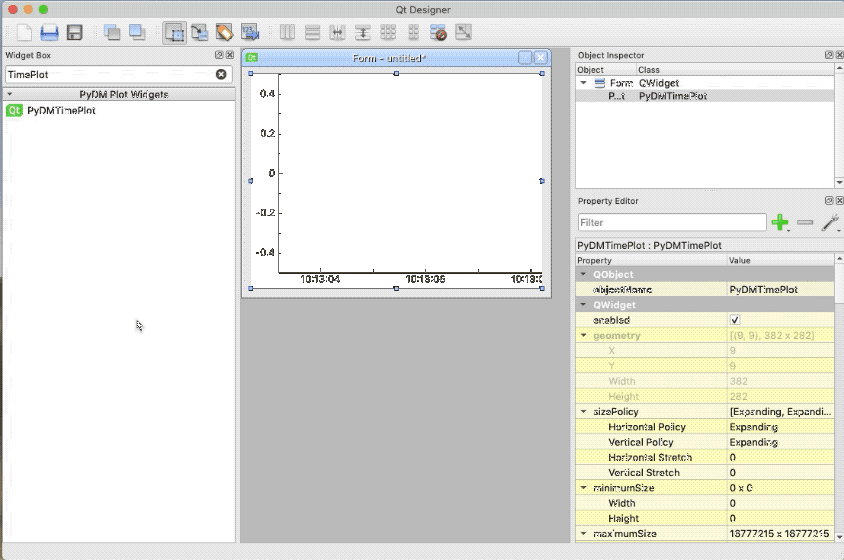 Qt Designer
Widget Box
TimePlot
PyDM Plot Widgets
Qt PyDMTimePlot
Form - untitled*
0.4
0.2
0
-0.2
-0.4
10:13:04 10:13:06
Object Inspector
Object Class
Form QWidget
P...t PyDMTimePlot
Property Editor
Filter
PyDMTimePlot : PyDMTimePlot
Property Value
QObject
objectName PyDMTimePlot
QWidget
enabled
geometry [(9, 9), 382 x 282]
X 9
Y 9
Width 382
Height 282
sizePolicy [Expanding, Expandi...
Horizontal Policy Expanding
Vertical Policy Expanding
Horizontal Stretch 0
Vertical Stretch 0
minimumSize 0 x 0
Width 0
Height 0
maximumSize 16777215 x 16777215